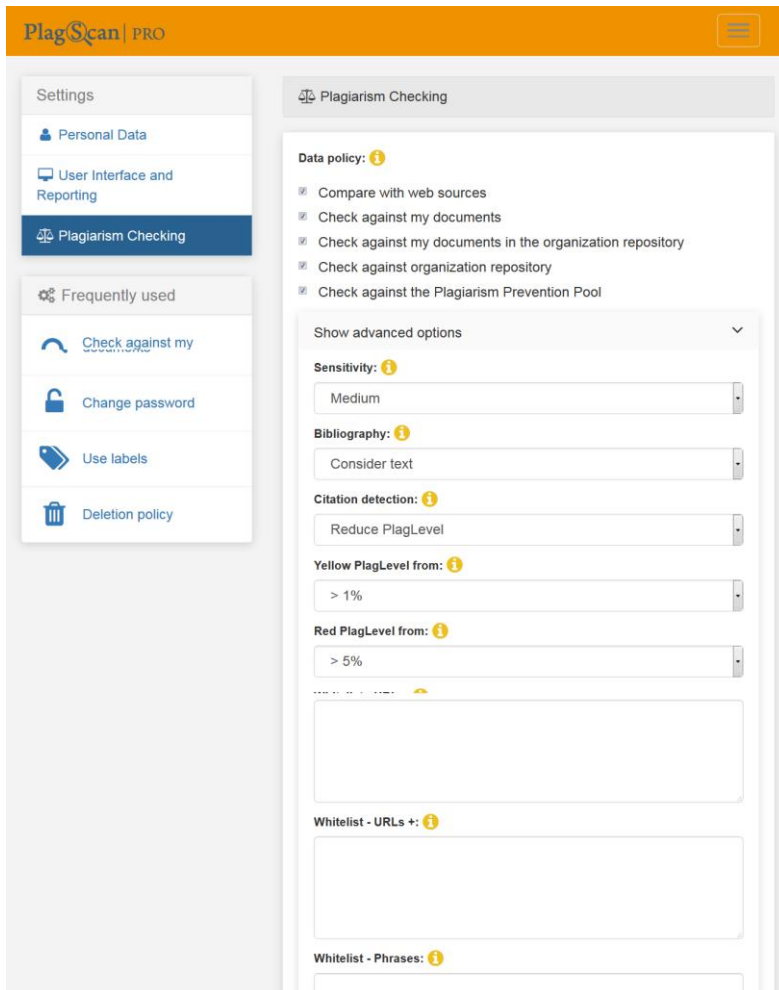 PlagScan | PRO
Settings
Personal Data
User Interface and
Reporting
Plagiarism Checking
Frequently used
Check against my
Change password
Use labels
Deletion policy
Plagiarism Checking
Data policy:
Compare with web sources
Check against my documents
Check against my documents in the organization repository
Check against organization repository
Check against the Plagiarism Prevention Pool
Show advanced options
Sensitivity:
Medium
Bibliography:
Consider text
Citation detection:
Reduce PlagLevel
Yellow PlagLevel from:
> 1%
Red PlagLevel from:
> 5%
Whitelist - URLs +:
Whitelist - Phrases: